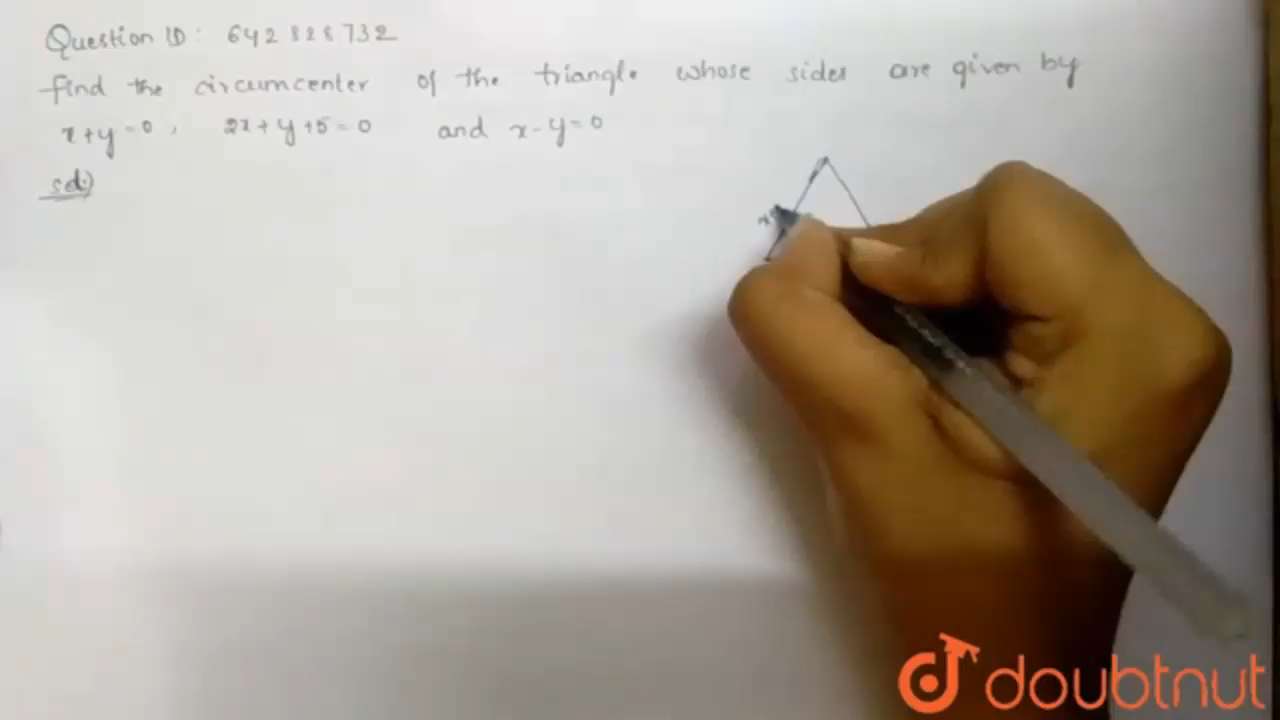 Question ID: 642828732
Find the circumcenter of the triangle whose sides are given by
x+y=0, 2x+y+5=0 and x-y=0
sol)
doubtnut